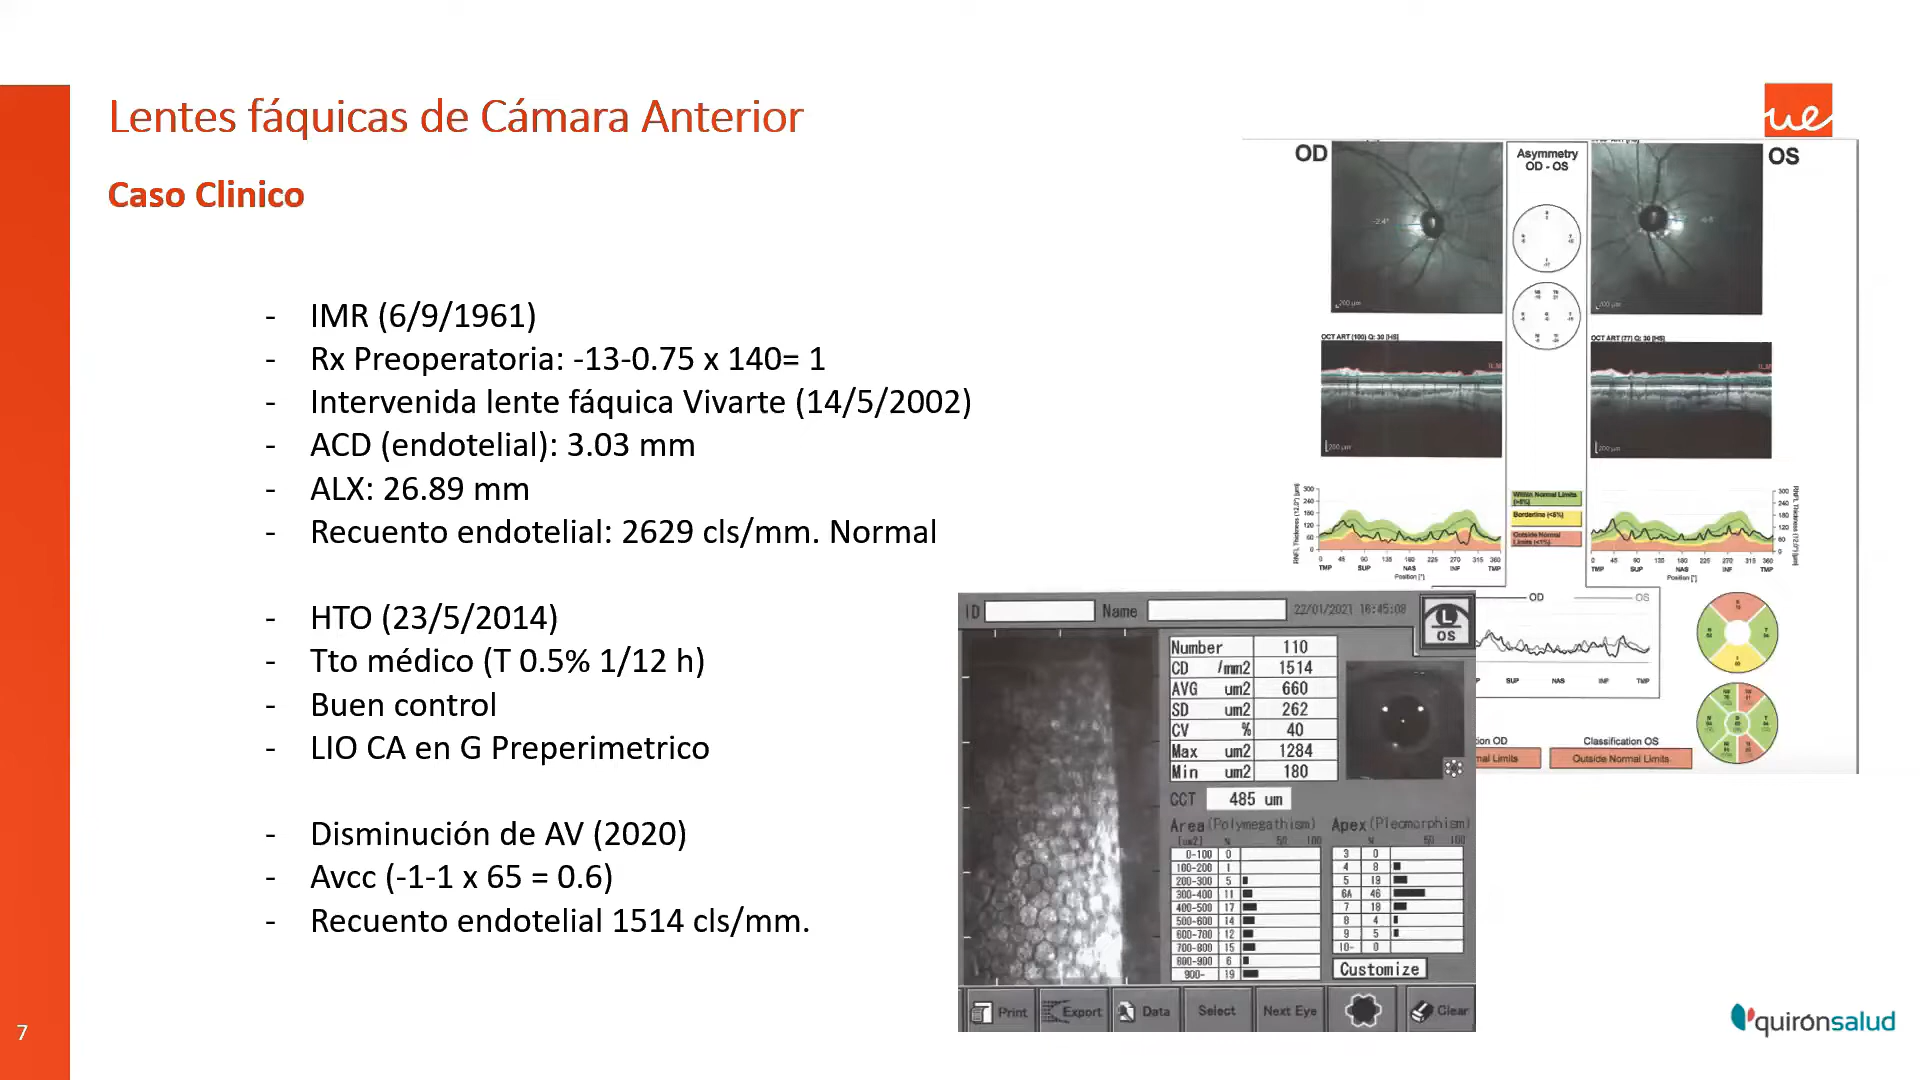 Lentes fáquicas de Cámara Anterior
Caso Clinico
- IMR (6/9/1961)
- Rx Preoperatoria: -13-0.75 x 140= 1
- Intervenida lente fáquica Vivarte (14/5/2002)
- ACD (endotelial): 3.03 mm
- ALX: 26.89 mm
- Recuento endotelial: 2629 cls/mm. Normal
- HTO (23/5/2014)
- Tto médico (T 0.5% 1/12 h)
- Buen control
- LIO CA en G Preperimetrico
- Disminución de AV (2020)
- Avcc (-1-1 x 65 = 0.6)
- Recuento endotelial 1514 cls/mm.
7
ue
OD
Asymmetry
OD - OS
OS
200 µm
200 µm
OCT ART (100) Q: 30 [HS]
OCT ART (77) Q: 30 [HS]
200 µm
200 µm
Within Normal Limits
Borderline (<5%)
Outside Normal
Limits (<1%)
RNFL Thickness (12.0°) [µm]
300
240
180
120
60
0
0 45 90 135 180 225 270 315 360
TMP SUP NAS INF TMP
Position [°]
300
180
120
60
0
0 45 90 135 180 225 270 315 360
TMP SUP NAS INF TMP
Position [°]
OD
OS
SUP NAS INF TMP
Classification OS
Outside Normal Limits
ion OD
mal Limits
ID
Name
22/01/2021 16:45:08
L
OS
Number 110
CD /mm2 1514
AVG um2 660
SD um2 262
CV % 40
Max um2 1284
Min um2 180
CCT 485 um
Area(Polymegathism)
[um2] % 50 100
0-100 0
100-200 1
200-300 5
300-400 11
400-500 17
500-600 14
600-700 12
700-800 15
800-900 6
900- 19
Apex(Pleomorphism)
% 50 100
3 0
4 8
5 19
6A 46
7 18
8 4
9 5
10- 0
Customize
Print
Export
Data
Select
Next Eye
Clear
quirónsalud